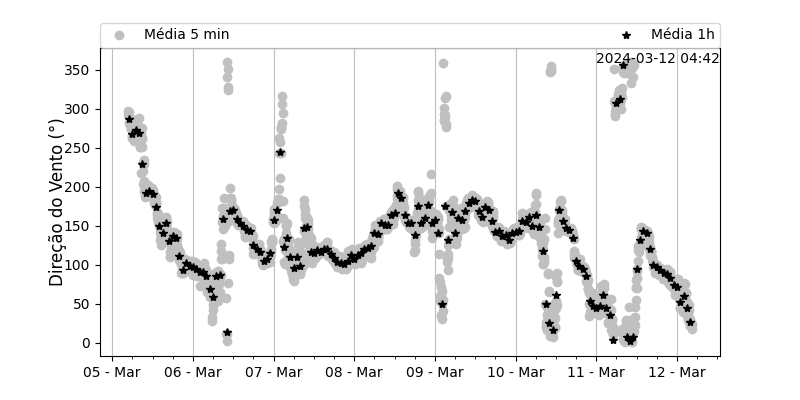 Média 5 min
Média 1h
2024-03-12 04:42
Direção do Vento (°)
350
300
250
200
150
100
50
0
05 - Mar
06 - Mar
07 - Mar
08 - Mar
09 - Mar
10 - Mar
11 - Mar
12 - Mar